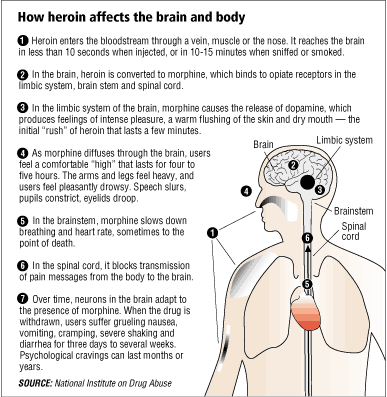 How heroin affects the brain and body
1 Heroin enters the bloodstream through a vein, muscle or the nose. It reaches the brain
in less than 10 seconds when injected, or in 10-15 minutes when sniffed or smoked.
2 In the brain, heroin is converted to morphine, which binds to opiate receptors in the
limbic system, brain stem and spinal cord.
3 In the limbic system of the brain, morphine causes the release of dopamine, which
produces feelings of intense pleasure, a warm flushing of the skin and dry mouth — the
initial “rush” of heroin that lasts a few minutes.
4 As morphine diffuses through the brain, users
feel a comfortable “high” that lasts for four to
five hours. The arms and legs feel heavy, and
users feel pleasantly drowsy. Speech slurs,
pupils constrict, eyelids droop.
5 In the brainstem, morphine slows down
breathing and heart rate, sometimes to the
point of death.
6 In the spinal cord, it blocks transmission
of pain messages from the body to the brain.
7 Over time, neurons in the brain adapt to
the presence of morphine. When the drug is
withdrawn, users suffer grueling nausea,
vomiting, cramping, severe shaking and
diarrhea for three days to several weeks.
Psychological cravings can last months or
years.
SOURCE: National Institute on Drug Abuse
Limbic system
Brain
2
4
3
Brainstem
Spinal
cord
1
6
5